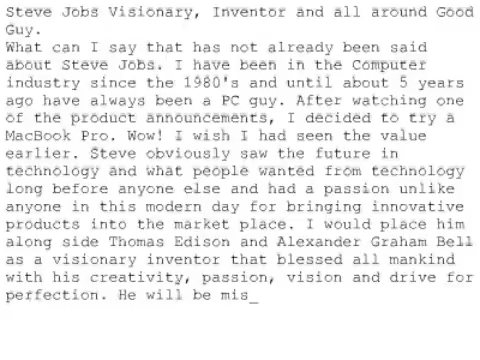 Steve Jobs Visionary, Inventor and all around Good
Guy.
What can I say that has not already been said
about Steve Jobs. I have been in the Computer
industry since the 1980's and until about 5 years
ago have always been a PC guy. After watching one
of the product announcements, I decided to try a
MacBook Pro. Wow! I wish I had seen the value
earlier. Steve obviously saw the future in
technology and what people wanted from technology
long before anyone else and had a passion unlike
anyone in this modern day for bringing innovative
products into the market place. I would place him
along side Thomas Edison and Alexander Graham Bell
as a visionary inventor that blessed all mankind
with his creativity, passion, vision and drive for
perfection. He will be mis_